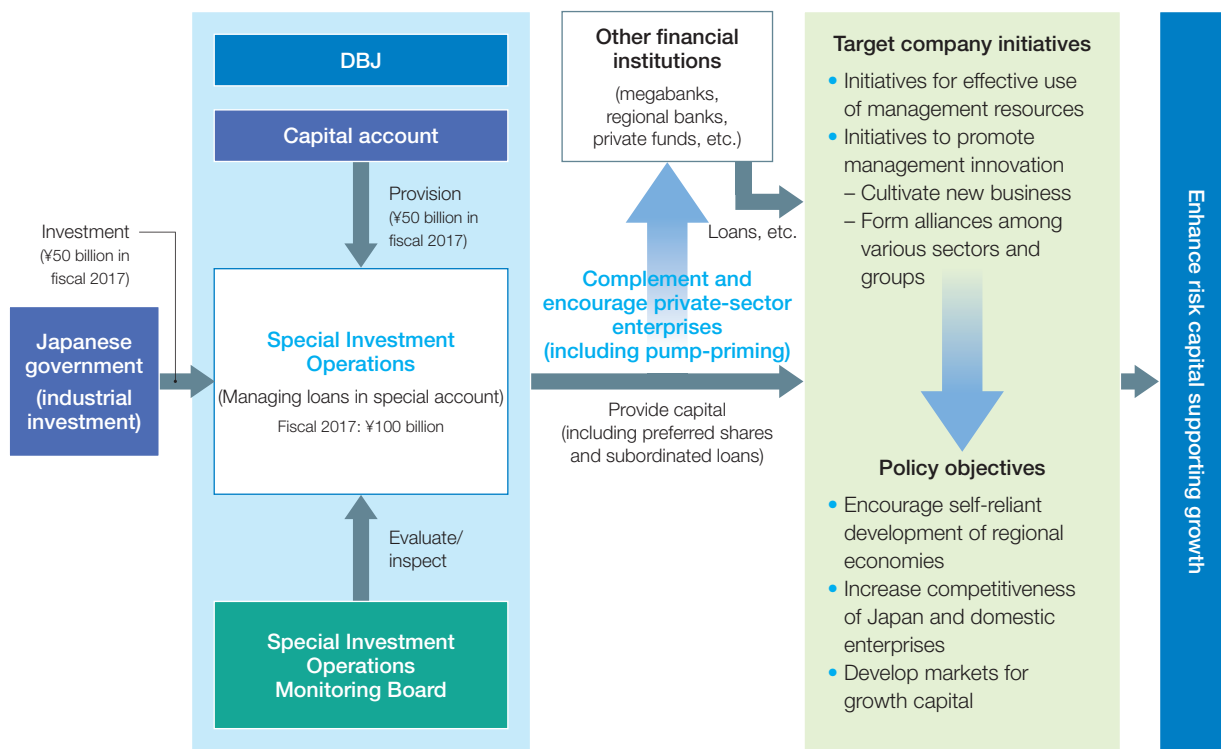 Investment
(¥50 billion in
fiscal 2017)
Japanese
government
(industrial
investment)
DBJ
Capital account
Provision
(¥50 billion in
fiscal 2017)
Special Investment
Operations
(Managing loans in special account)
Fiscal 2017: ¥100 billion
Evaluate/
inspect
Special Investment
Operations
Monitoring Board
Other financial
institutions
(megabanks,
regional banks,
private funds, etc.)
Loans, etc.
Complement and
encourage private-sector
enterprises
(including pump-priming)
Provide capital
(including preferred shares
and subordinated loans)
Target company initiatives
• Initiatives for effective use
of management resources
• Initiatives to promote
management innovation
– Cultivate new business
– Form alliances among
various sectors and
groups
Policy objectives
• Encourage self-reliant
development of regional
economies
• Increase competitiveness
of Japan and domestic
enterprises
• Develop markets for
growth capital
Enhance risk capital supporting growth